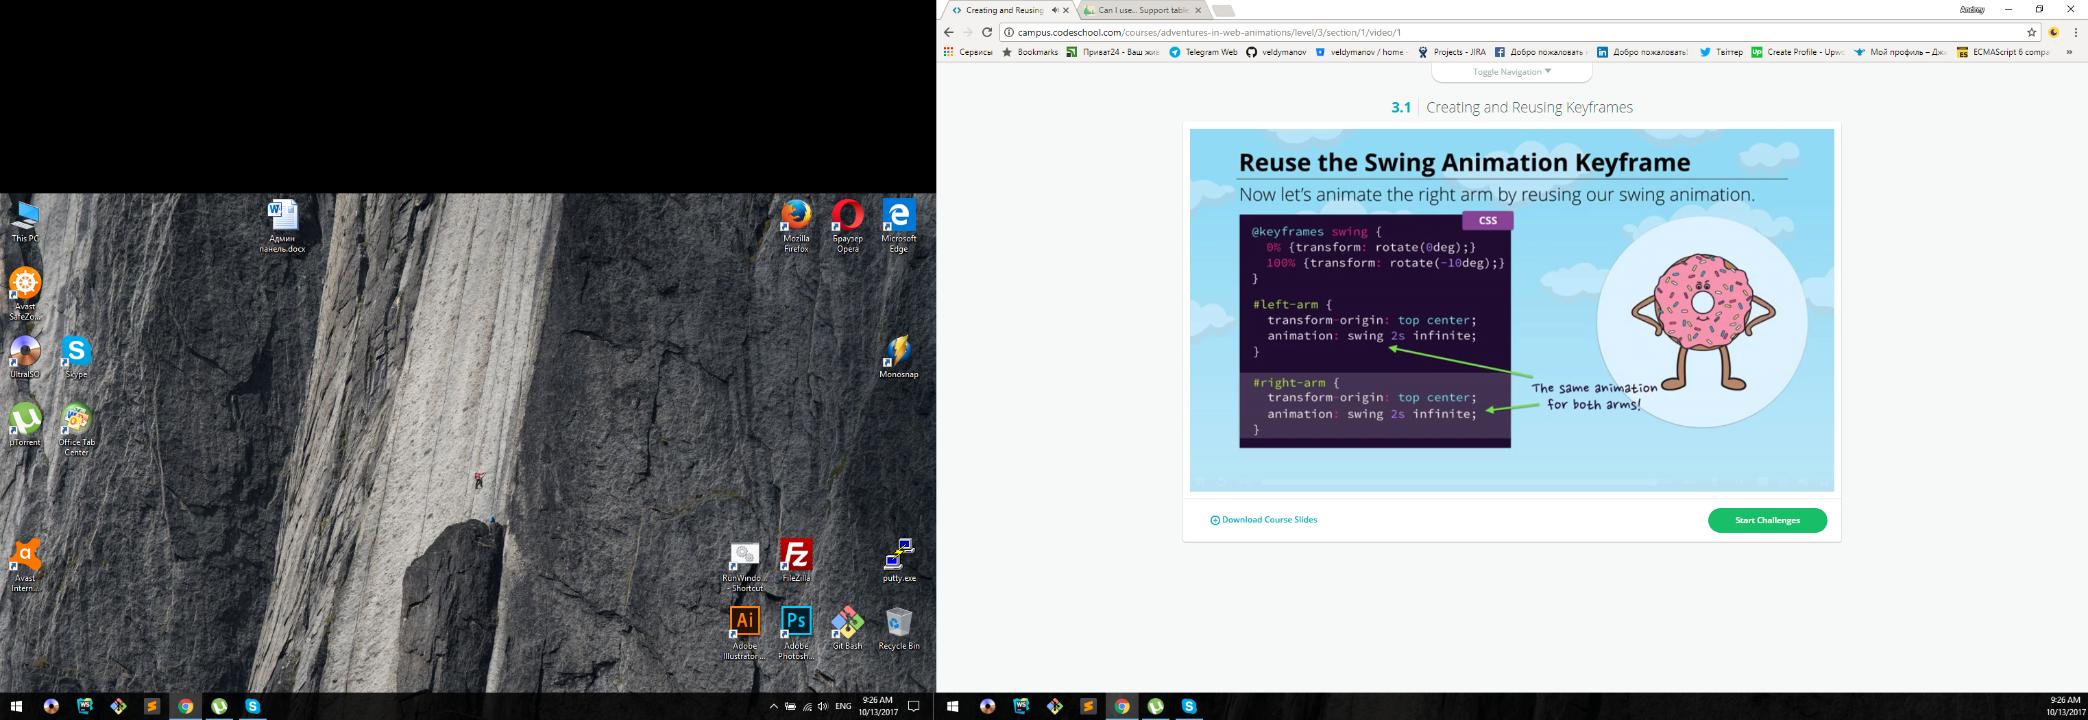 This PC
Админ
панель.docx
Mozilla
Firefox
Браузер
Opera
Microsoft
Edge
Avast
SafeZo...
UltraISO
Skype
Monosnap
µTorrent
Office Tab
Center
Avast
Intern...
RunWindo...
- Shortcut
FileZilla
putty.exe
Adobe
Illustrator ...
Adobe
Photosh...
Git Bash
Recycle Bin
ENG
9:26 AM
10/13/2017
Creating and Reusing
Can I use... Support table
Andrey
campus.codeschool.com/courses/adventures-in-web-animations/level/3/section/1/video/1
Сервисы
Bookmarks
Приват24 - Ваш жиз
Telegram Web
veldymanov
veldymanov / home
Projects - JIRA
Добро пожаловать
Добро пожаловать!
Твіттер
Create Profile - Upwo
Мой профиль – Джи
ECMAScript 6 compa
Toggle Navigation
3.1 Creating and Reusing Keyframes
Reuse the Swing Animation Keyframe
Now let's animate the right arm by reusing our swing animation.
CSS
@keyframes swing {
0% {transform: rotate(0deg);}
100% {transform: rotate(-10deg);}
}
#left-arm {
transform-origin: top center;
animation: swing 2s infinite;
}
#right-arm {
transform-origin: top center;
animation: swing 2s infinite;
}
The same animation
for both arms!
Download Course Slides
Start Challenges
9:26 AM
10/13/2017